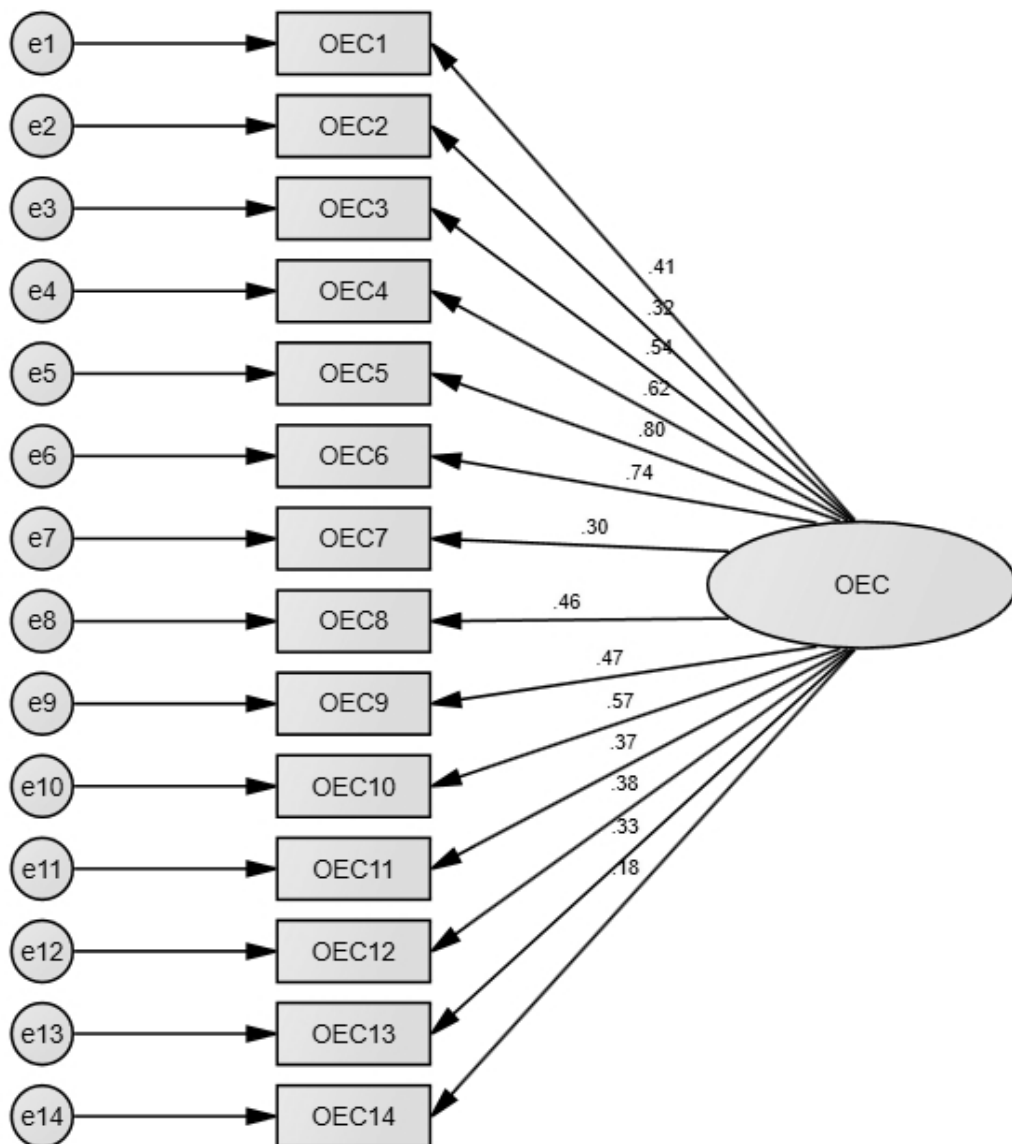 e1 OEC1
e2 OEC2
e3 OEC3
.41
e4 OEC4
.32
.54
e5 OEC5
.62
.80
e6 OEC6
.74
e7 OEC7
.30
OEC
e8 OEC8
.46
.47
e9 OEC9
.57
.37
e10 OEC10
.38
.33
e11 OEC11
.18
e12 OEC12
e13 OEC13
e14 OEC14